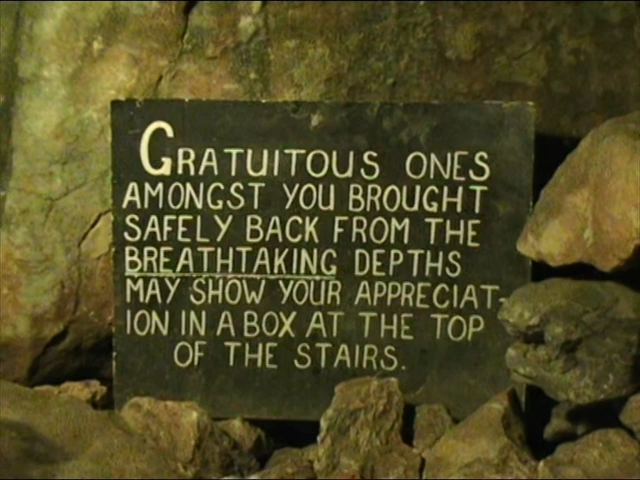 GRATUITOUS ONES
AMONGST YOU BROUGHT
SAFELY BACK FROM THE
BREATHTAKING DEPTHS
MAY SHOW YOUR APPRECIAT-
ION IN A BOX AT THE TOP
OF THE STAIRS.